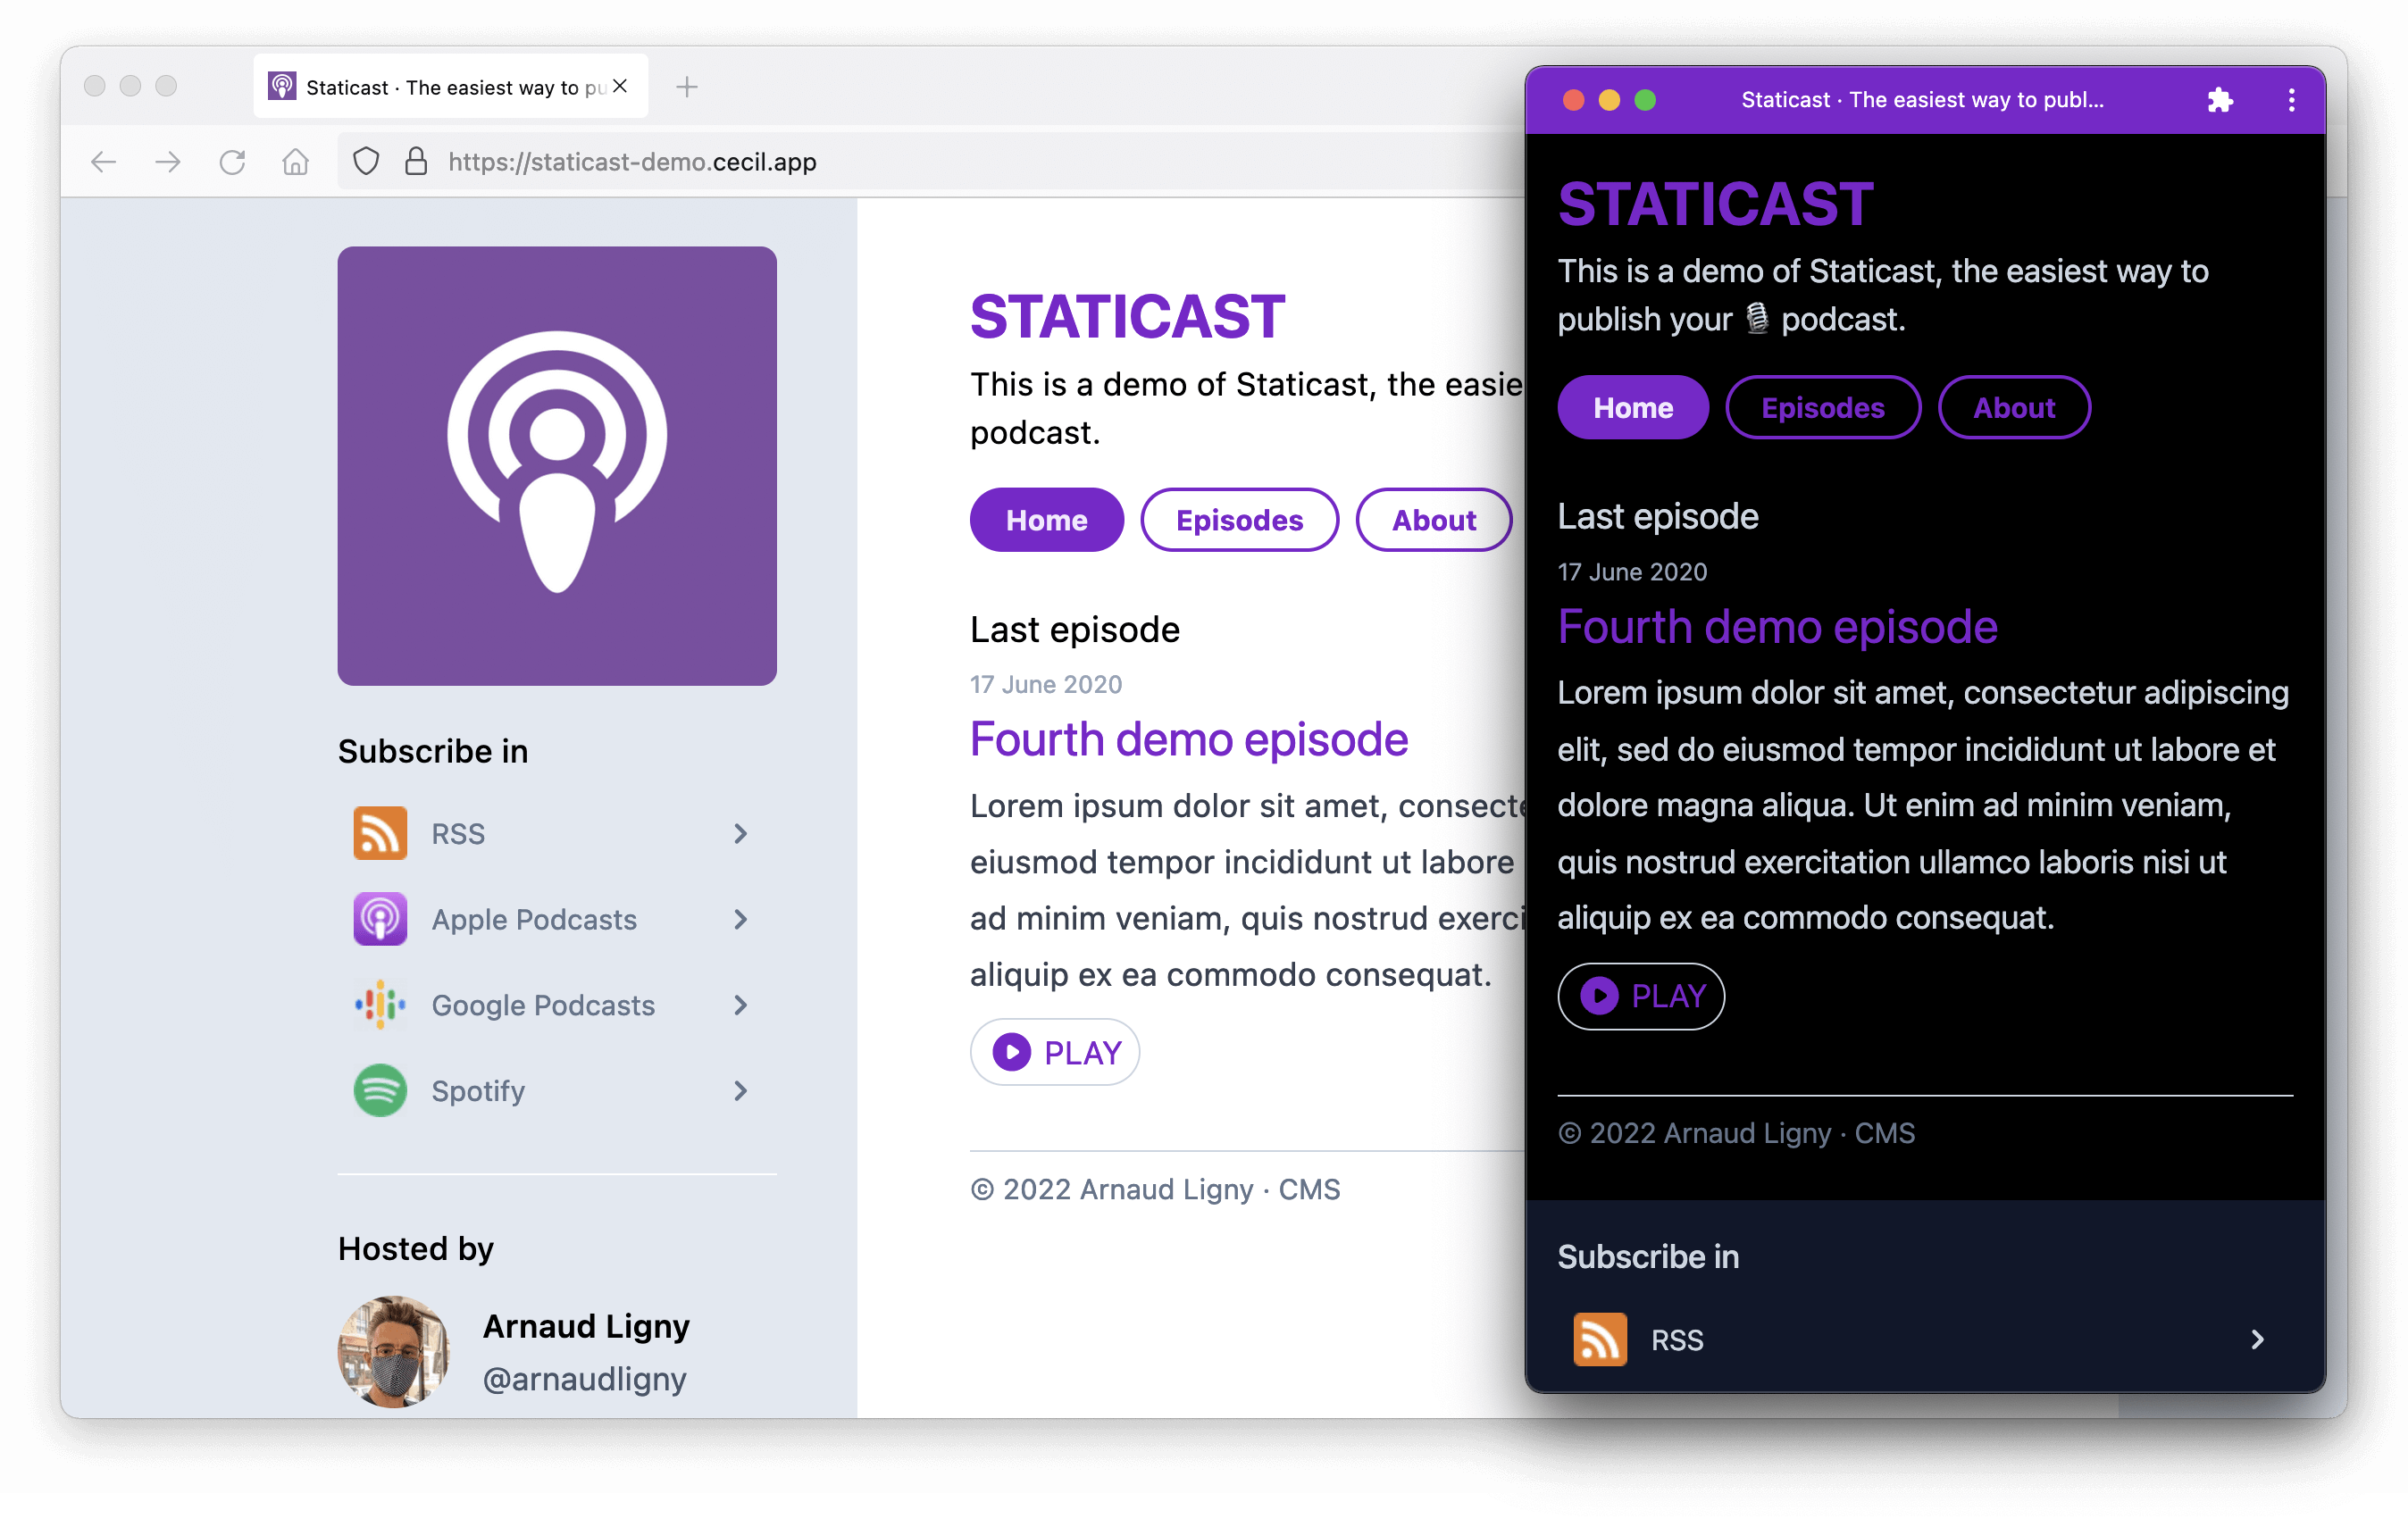 Staticast · The easiest way to pu
https://staticast-demo.cecil.app
Subscribe in
RSS
Apple Podcasts
Google Podcasts
Spotify
Hosted by
Arnaud Ligny
@arnaudligny
STATICAST
This is a demo of Staticast, the easie
podcast.
Home Episodes About
Last episode
17 June 2020
Fourth demo episode
Lorem ipsum dolor sit amet, consecte
eiusmod tempor incididunt ut labore
ad minim veniam, quis nostrud exerci
aliquip ex ea commodo consequat.
PLAY
© 2022 Arnaud Ligny · CMS
Staticast · The easiest way to publ...
STATICAST
This is a demo of Staticast, the easiest way to
publish your 🎙️ podcast.
Home Episodes About
Last episode
17 June 2020
Fourth demo episode
Lorem ipsum dolor sit amet, consectetur adipiscing
elit, sed do eiusmod tempor incididunt ut labore et
dolore magna aliqua. Ut enim ad minim veniam,
quis nostrud exercitation ullamco laboris nisi ut
aliquip ex ea commodo consequat.
PLAY
© 2022 Arnaud Ligny · CMS
Subscribe in
RSS